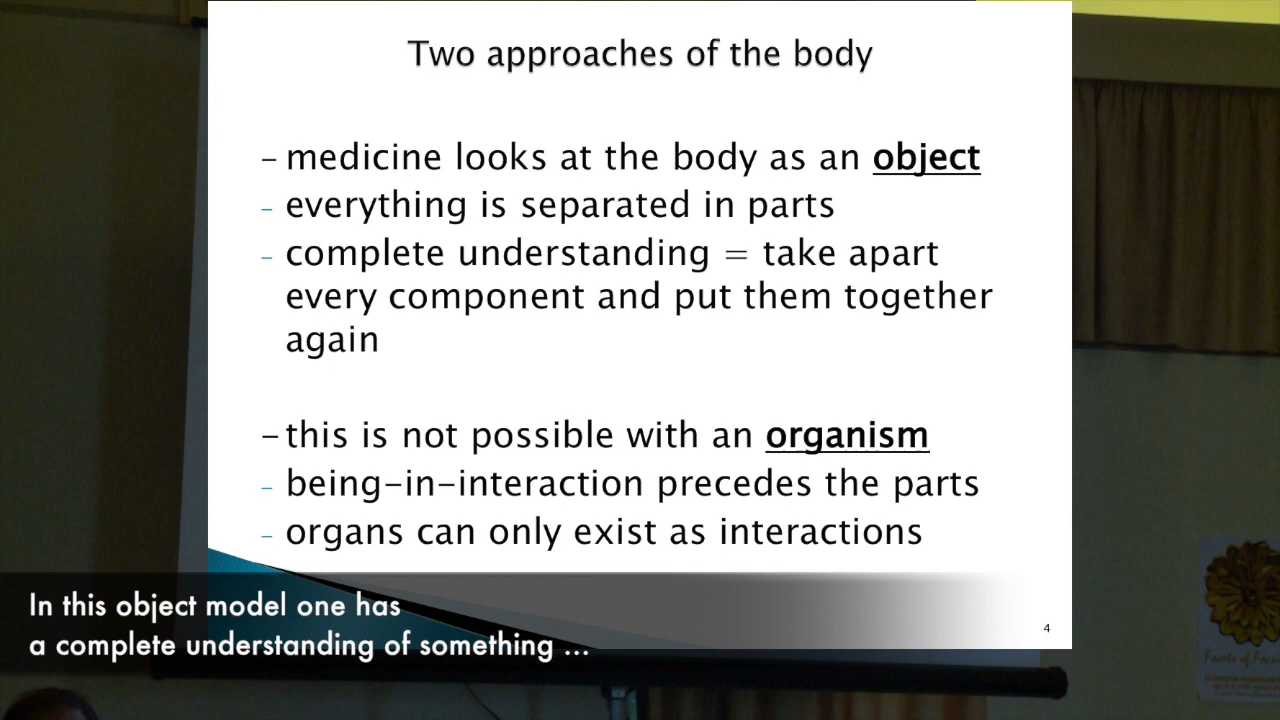 Two approaches of the body
- medicine looks at the body as an object
- everything is separated in parts
- complete understanding = take apart
every component and put them together
again
- this is not possible with an organism
- being-in-interaction precedes the parts
- organs can only exist as interactions
4
In this object model one has
a complete understanding of something ...